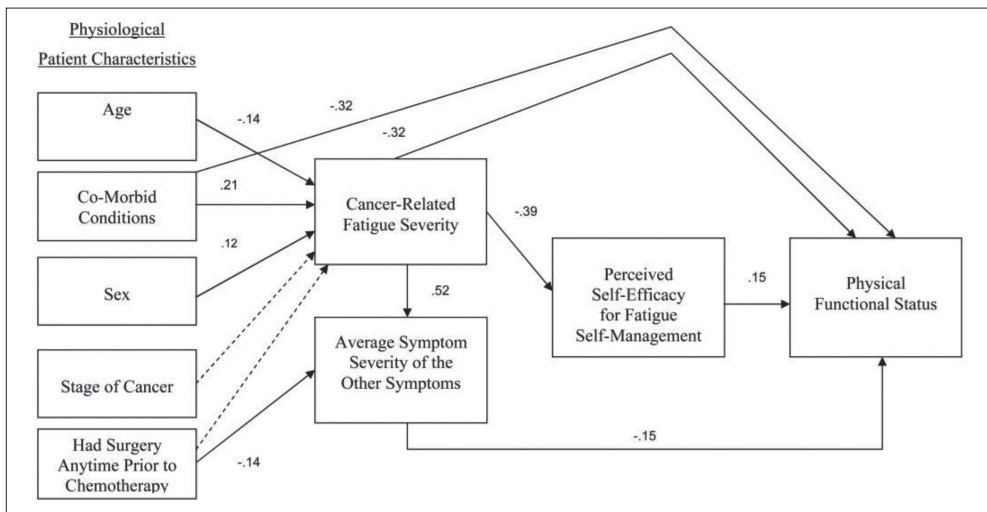 Physiological
Patient Characteristics
Age
Co-Morbid
Conditions
Sex
Stage of Cancer
Had Surgery
Anytime Prior to
Chemotherapy
-.14
.21
.12
-.32
-.32
Cancer-Related
Fatigue Severity
.52
Average Symptom
Severity of the
Other Symptoms
-.14
-.39
Perceived
Self-Efficacy
for Fatigue
Self-Management
.15
Physical
Functional Status
-.15